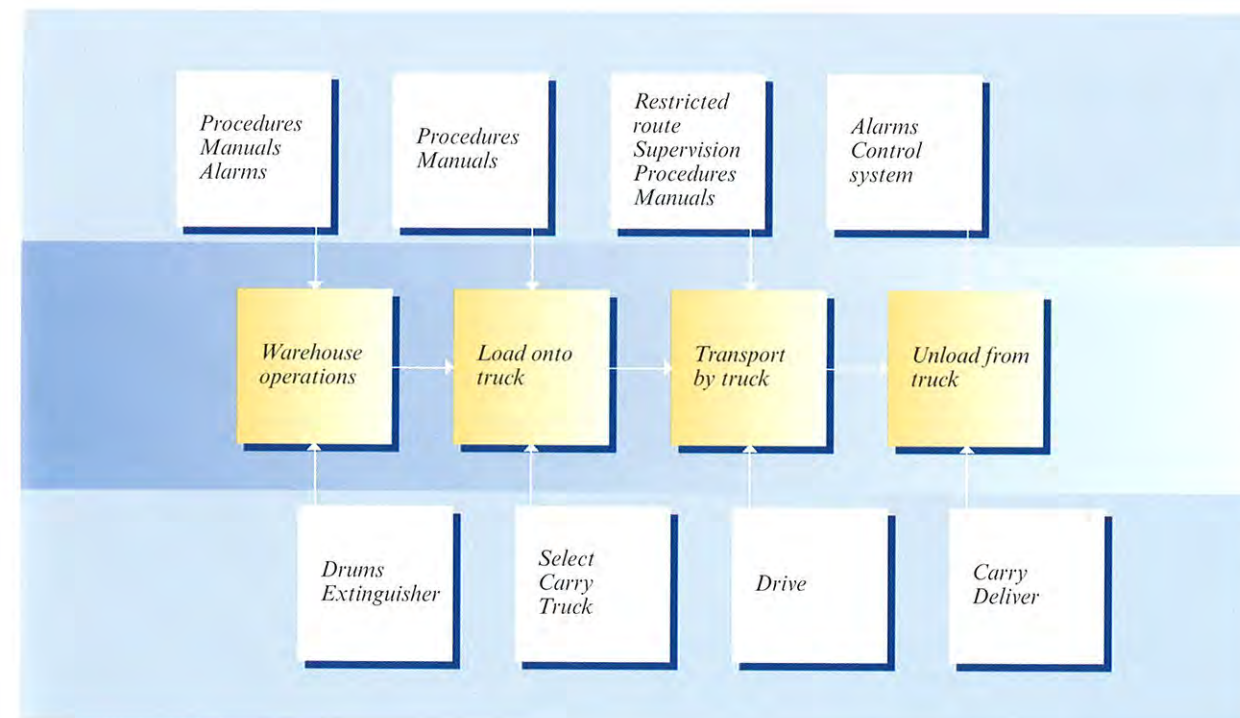 Procedures
Manuals
Alarms
Procedures
Manuals
Restricted
route
Supervision
Procedures
Manuals
Alarms
Control
system
Warehouse
operations
Load onto
truck
Transport
by truck
Unload from
truck
Drums
Extinguisher
Select
Carry
Truck
Drive
Carry
Deliver